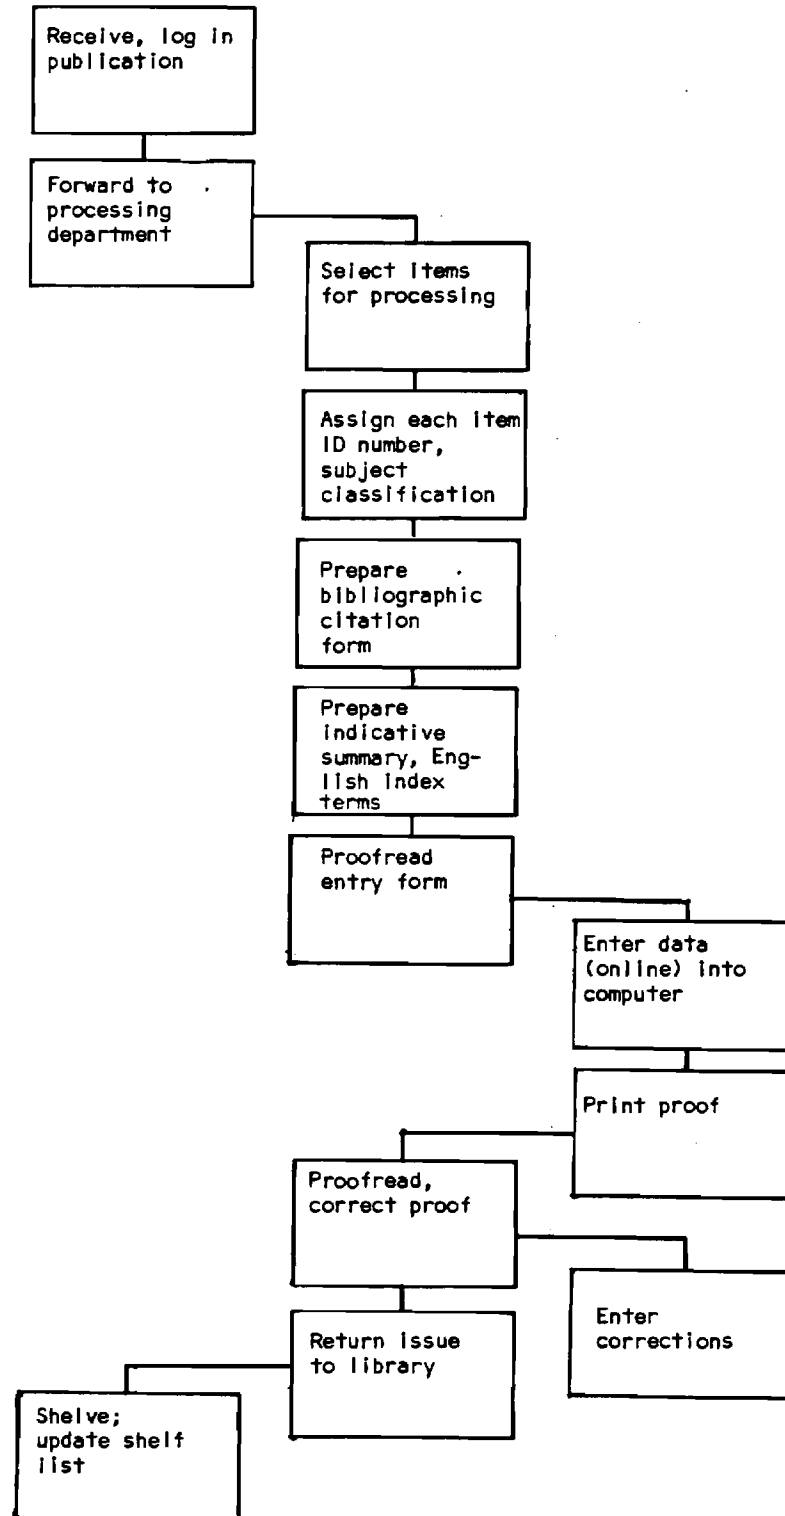 Receive, log in
publication
Forward to
processing
department
Select items
for processing
Assign each item
ID number,
subject
classification
Prepare
bibliographic
citation
form
Prepare
indicative
summary, Eng-
lish index
terms
Proofread
entry form
Enter data
(online) into
computer
Print proof
Proofread,
correct proof
Enter
corrections
Return issue
to library
Shelve;
update shelf
list